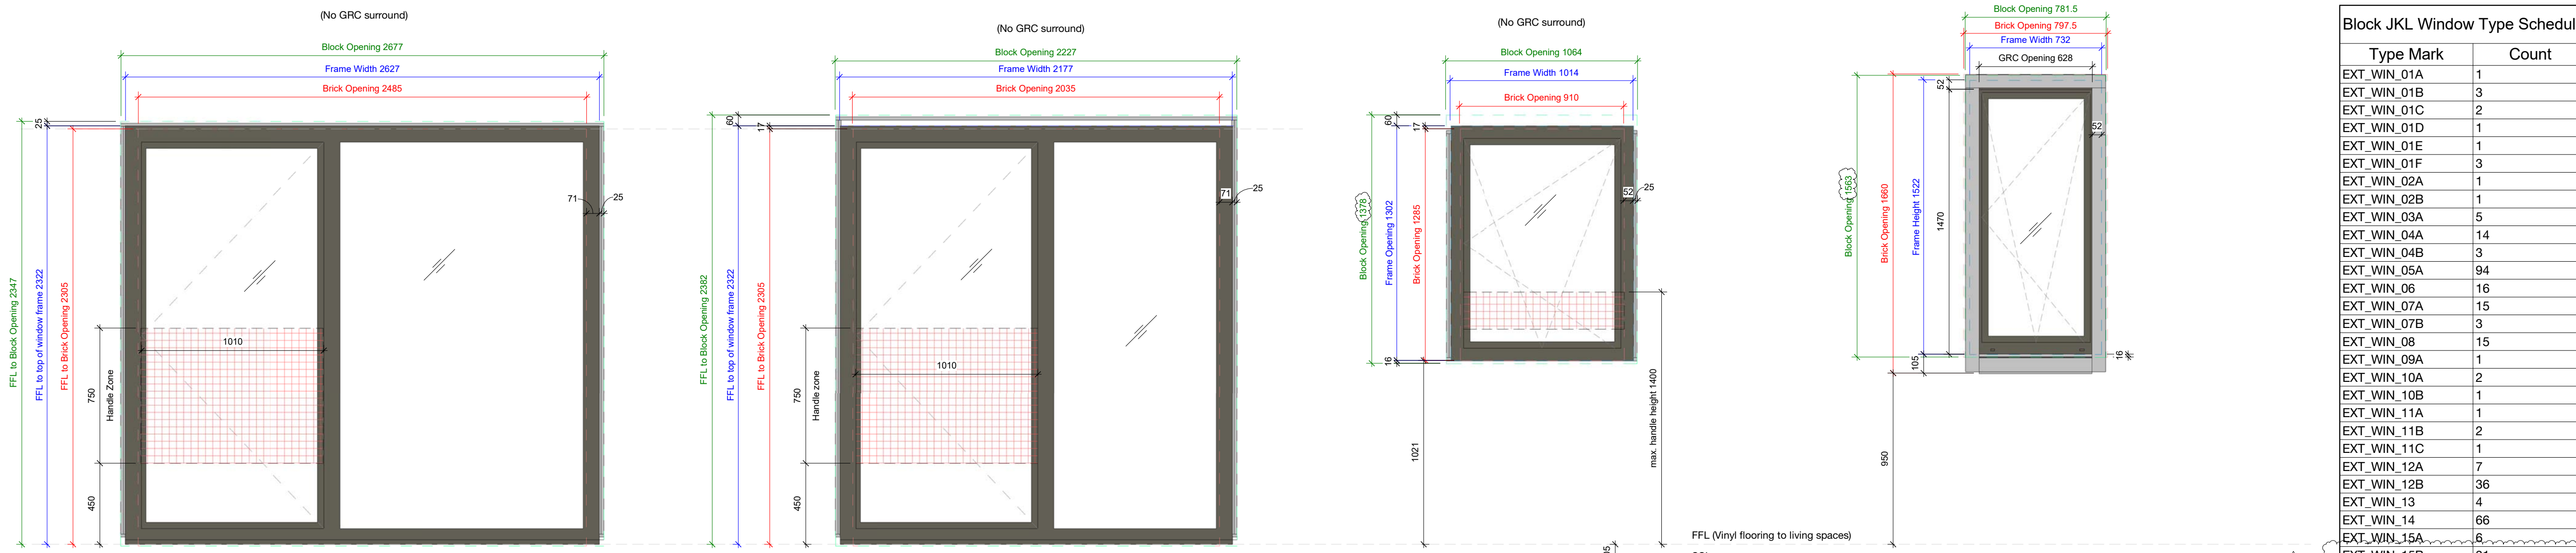 (No GRC surround)
Block Opening 2677
Frame Width 2627
Brick Opening 2485
25
71
25
FFL to Block Opening 2347
FFL to top of window frame 2322
FFL to Brick Opening 2305
1010
750
Handle Zone
450
(No GRC surround)
Block Opening 2227
Frame Width 2177
Brick Opening 2035
60
17
71
25
FFL to Block Opening 2382
FFL to top of window frame 2322
FFL to Brick Opening 2305
1010
750
Handle zone
450
(No GRC surround)
Block Opening 1064
Frame Width 1014
Brick Opening 910
60
17
52
25
Block Opening 1378
Frame Opening 1302
Brick Opening 1285
16
1021
max. handle height 1400
Block Opening 781.5
Brick Opening 797.5
Frame Width 732
GRC Opening 628
52
52
Block Opening 1563
Brick Opening 1660
Frame Height 1522
1470
105
16
950
FFL (Vinyl flooring to living spaces)
Block JKL Window Type Schedul
Type Mark Count
EXT_WIN_01A 1
EXT_WIN_01B 3
EXT_WIN_01C 2
EXT_WIN_01D 1
EXT_WIN_01E 1
EXT_WIN_01F 3
EXT_WIN_02A 1
EXT_WIN_02B 1
EXT_WIN_03A 5
EXT_WIN_04A 14
EXT_WIN_04B 3
EXT_WIN_05A 94
EXT_WIN_06 16
EXT_WIN_07A 15
EXT_WIN_07B 3
EXT_WIN_08 15
EXT_WIN_09A 1
EXT_WIN_10A 2
EXT_WIN_10B 1
EXT_WIN_11A 1
EXT_WIN_11B 2
EXT_WIN_11C 1
EXT_WIN_12A 7
EXT_WIN_12B 36
EXT_WIN_13 4
EXT_WIN_14 66
EXT_WIN_15A 6